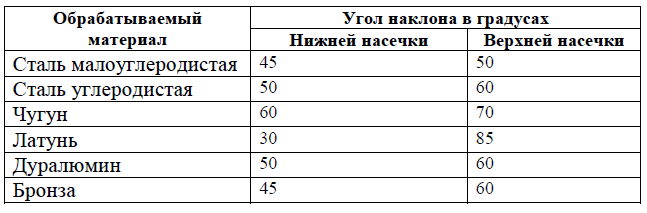 Обрабатываемый материал Угол наклона в градусах
Нижней насечки Верхней насечки
Сталь малоуглеродистая 45 50
Сталь углеродистая 50 60
Чугун 60 70
Латунь 30 85
Дуралюмин 50 60
Бронза 45 60